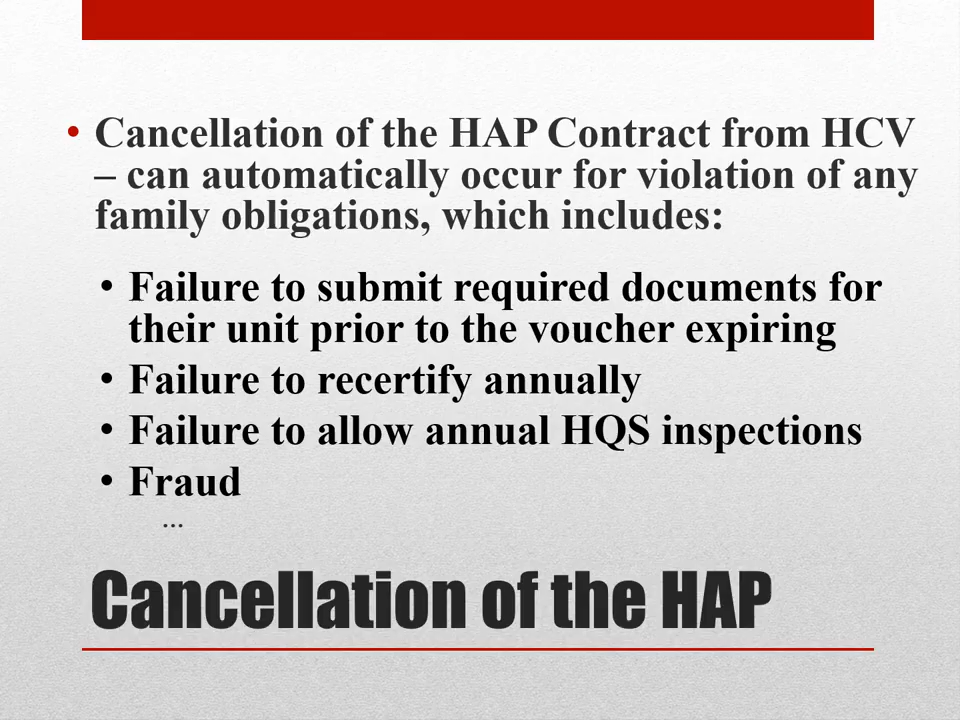 • Cancellation of the HAP Contract from HCV
– can automatically occur for violation of any
family obligations, which includes:
• Failure to submit required documents for
their unit prior to the voucher expiring
• Failure to recertify annually
• Failure to allow annual HQS inspections
• Fraud
…
Cancellation of the HAP